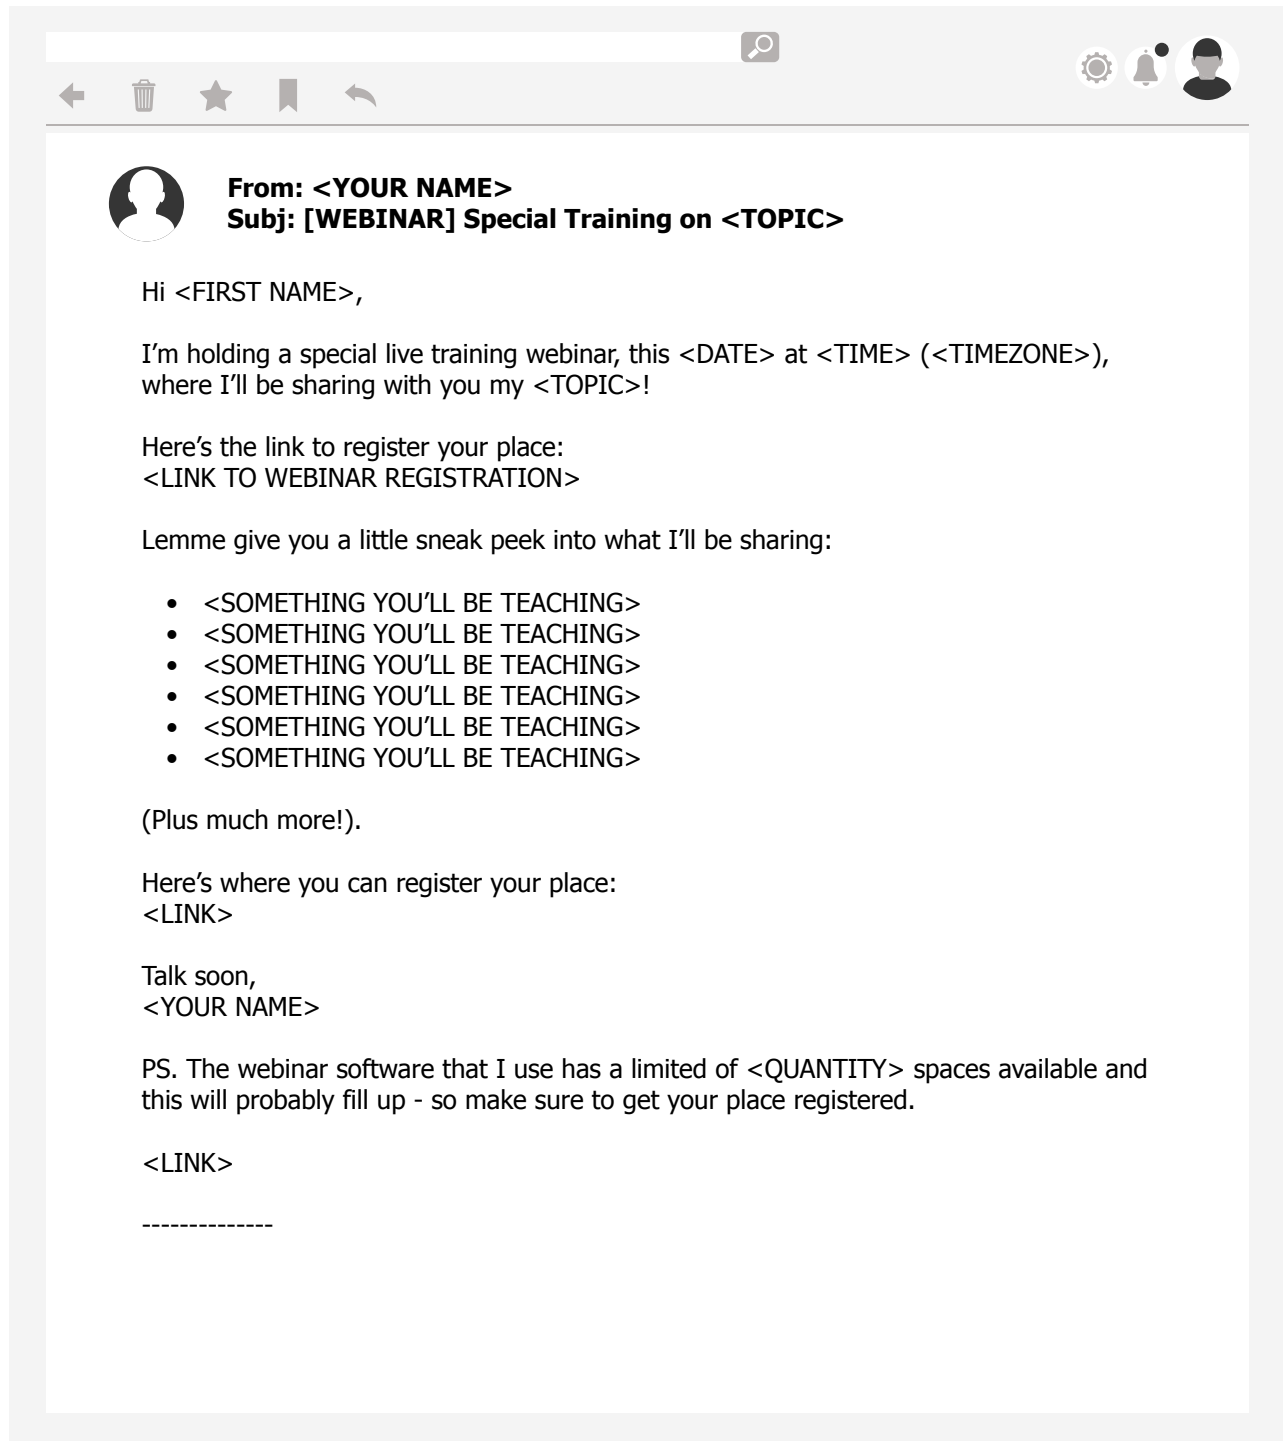 From: <YOUR NAME>
Subj: [WEBINAR] Special Training on <TOPIC>
Hi <FIRST NAME>,
I’m holding a special live training webinar, this <DATE> at <TIME> (<TIMEZONE>),
where I’ll be sharing with you my <TOPIC>!
Here’s the link to register your place:
<LINK TO WEBINAR REGISTRATION>
Lemme give you a little sneak peek into what I’ll be sharing:
• <SOMETHING YOU’LL BE TEACHING>
• <SOMETHING YOU’LL BE TEACHING>
• <SOMETHING YOU’LL BE TEACHING>
• <SOMETHING YOU’LL BE TEACHING>
• <SOMETHING YOU’LL BE TEACHING>
• <SOMETHING YOU’LL BE TEACHING>
(Plus much more!).
Here’s where you can register your place:
<LINK>
Talk soon,
<YOUR NAME>
PS. The webinar software that I use has a limited of <QUANTITY> spaces available and
this will probably fill up - so make sure to get your place registered.
<LINK>
--------------